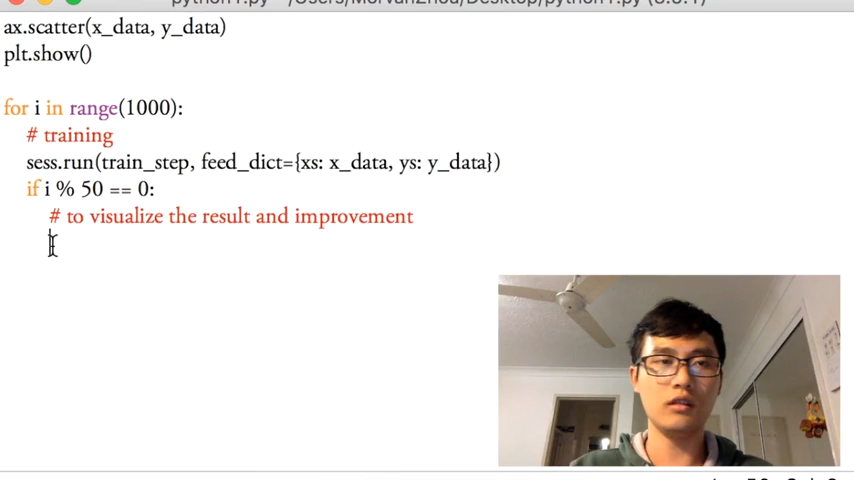 ax.scatter(x_data, y_data)
plt.show()
for i in range(1000):
# training
sess.run(train_step, feed_dict={xs: x_data, ys: y_data})
if i % 50 == 0:
# to visualize the result and improvement